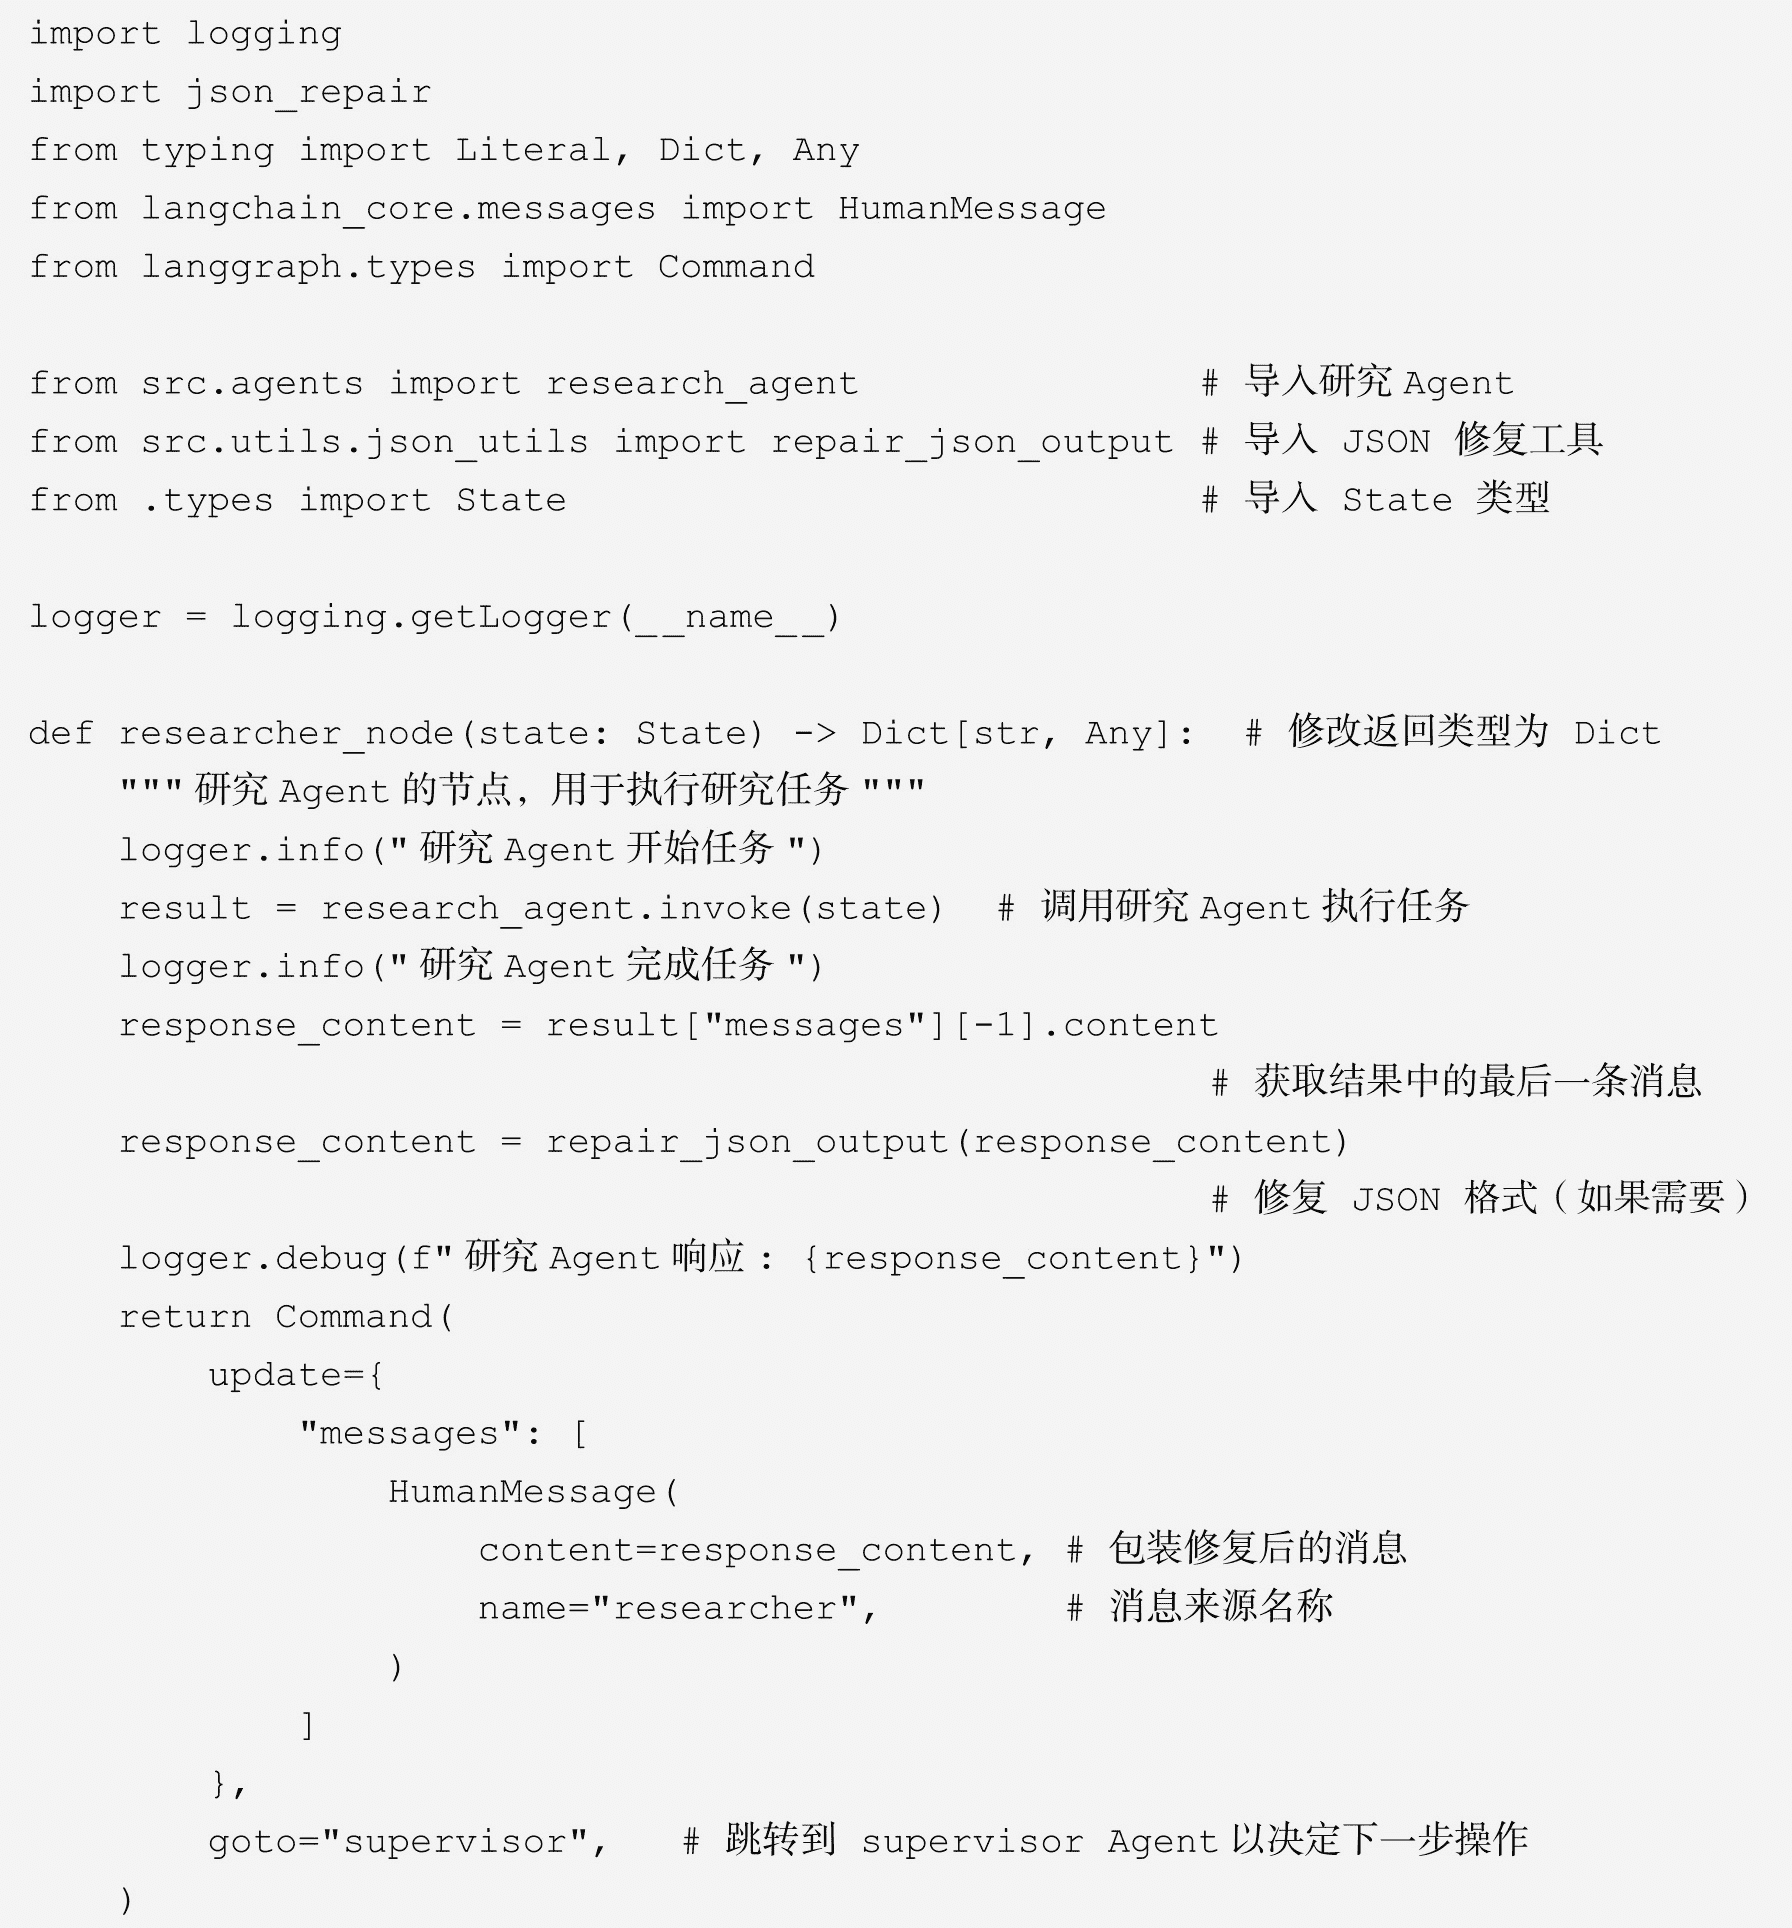 import logging
import json_repair
from typing import Literal, Dict, Any
from langchain_core.messages import HumanMessage
from langgraph.types import Command
from src.agents import research_agent # 导入研究 Agent
from src.utils.json_utils import repair_json_output # 导入 JSON 修复工具
from .types import State # 导入 State 类型
logger = logging.getLogger(__name__)
def researcher_node(state: State) -> Dict[str, Any]: # 修改返回类型为 Dict
    """ 研究 Agent 的节点，用于执行研究任务 """
    logger.info(" 研究 Agent 开始任务 ")
    result = research_agent.invoke(state) # 调用研究 Agent 执行任务
    logger.info(" 研究 Agent 完成任务 ")
    response_content = result["messages"][-1].content
                                                # 获取结果中的最后一条消息
    response_content = repair_json_output(response_content)
                                                # 修复 JSON 格式（如果需要）
    logger.debug(f" 研究 Agent 响应 : {response_content}")
    return Command(
        update={
            "messages": [
                HumanMessage(
                    content=response_content, # 包装修复后的消息
                    name="researcher", # 消息来源名称
                )
            ]
        },
        goto="supervisor", # 跳转到 supervisor Agent 以决定下一步操作
    )